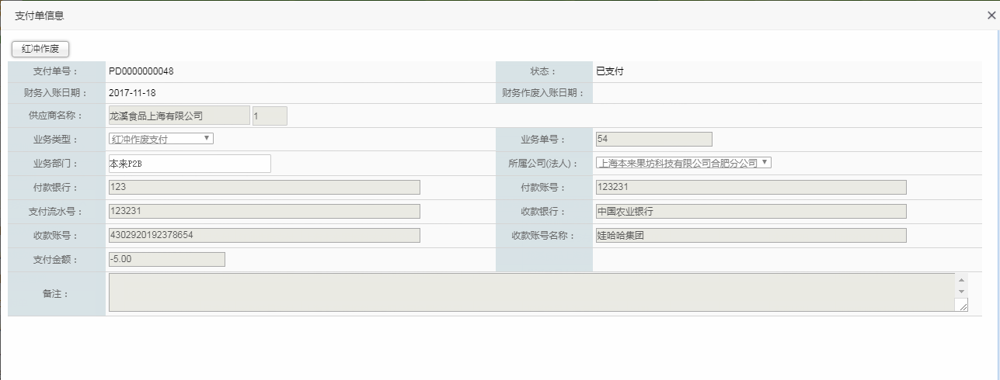 支付单信息
红冲作废
支付单号： PD0000000048 状态： 已支付
财务入账日期： 2017-11-18 财务作废入账日期：
供应商名称： 龙溪食品上海有限公司 1
业务类型： 红冲作废支付 业务单号： 54
业务部门： 本来P2B 所属公司(法人)： 上海本来果坊科技有限公司合肥分公司
付款银行： 123 付款账号： 123231
支付流水号： 123231 收款银行： 中国农业银行
收款账号： 4302920192378654 收款账号名称： 娃哈哈集团
支付金额： -5.00
备注：